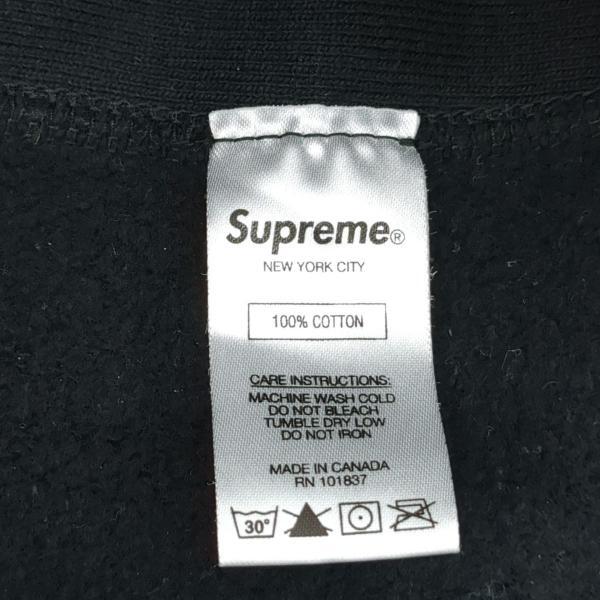 Supreme®
NEW YORK CITY
100% COTTON
CARE INSTRUCTIONS:
MACHINE WASH COLD
DO NOT BLEACH
TUMBLE DRY LOW
DO NOT IRON
MADE IN CANADA
RN 101837
30°